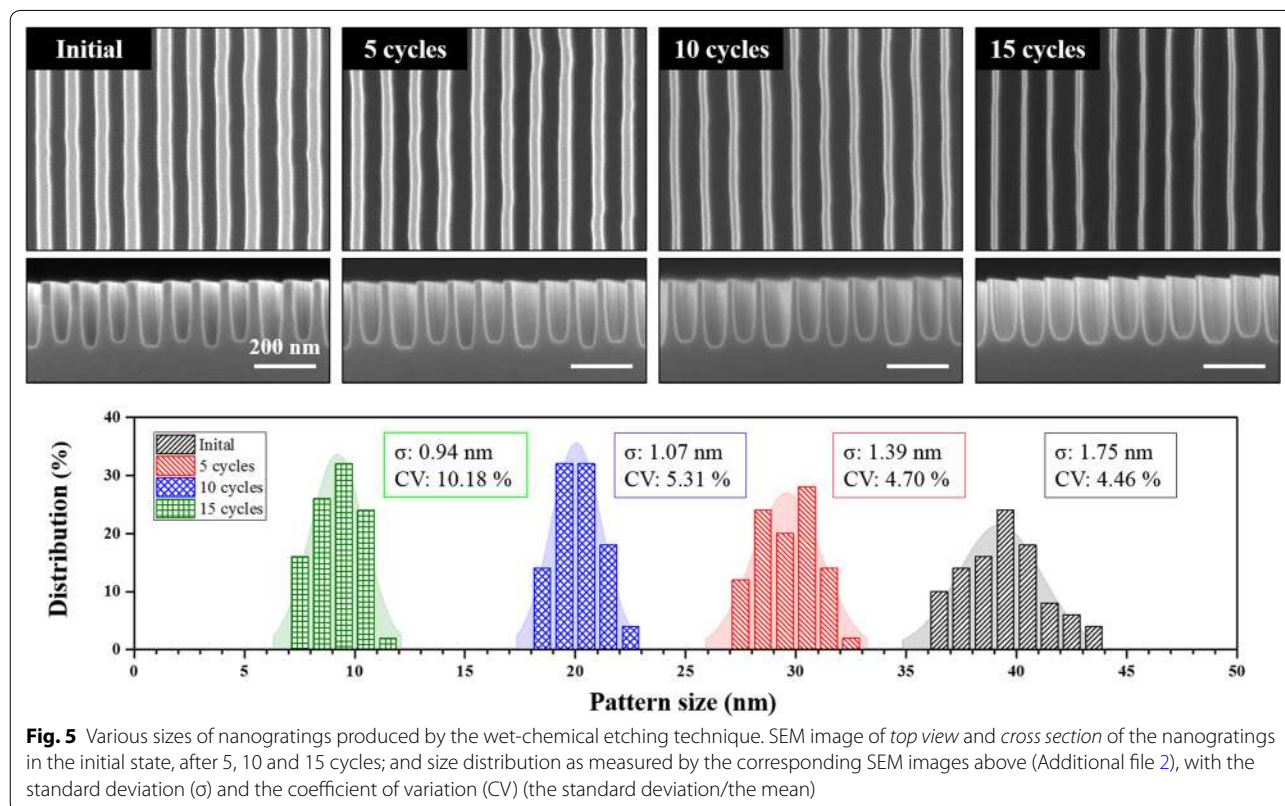 Initial
5 cycles
10 cycles
15 cycles
200 nm
40
30
20
10
0
Distribution (%)
Inital
5 cycles
10 cycles
15 cycles
σ: 0.94 nm
CV: 10.18 %
σ: 1.07 nm
CV: 5.31 %
σ: 1.39 nm
CV: 4.70 %
σ: 1.75 nm
CV: 4.46 %
0 5 10 15 20 25 30 35 40 45 50
Pattern size (nm)
Fig. 5 Various sizes of nanogratings produced by the wet-chemical etching technique. SEM image of top view and cross section of the nanogratings
in the initial state, after 5, 10 and 15 cycles; and size distribution as measured by the corresponding SEM images above (Additional file 2), with the
standard deviation (σ) and the coefficient of variation (CV) (the standard deviation/the mean)